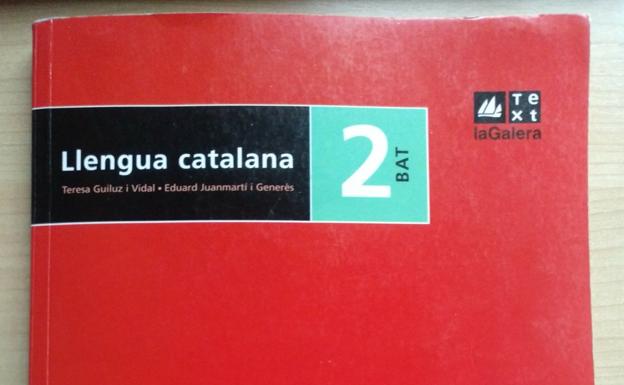 Llengua catalana
Teresa Guiluz i Vidal • Eduard Juanmartí i Generès
2
BAT
Te
xt
laGalera